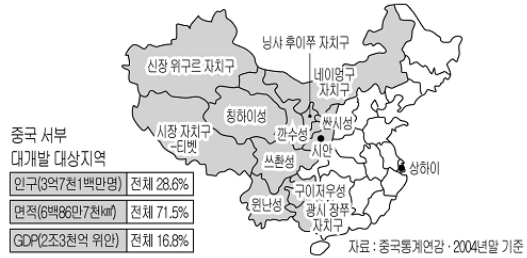 닝샤 후이쭈 자치구
신장 위구르 자치구
네이멍구
자치구
칭하이성
깐수성
싼시성
시장 자치구
-티벳
시안
쓰촨성
상하이
윈난성
구이저우성
광시 장쭈
자치구
중국 서부
대개발 대상지역
인구(3억7천1백만명) 전체 28.6%
면적(6백86만7천㎢) 전체 71.5%
GDP(2조3천억 위안) 전체 16.8%
자료 : 중국통계연감 · 2004년말 기준